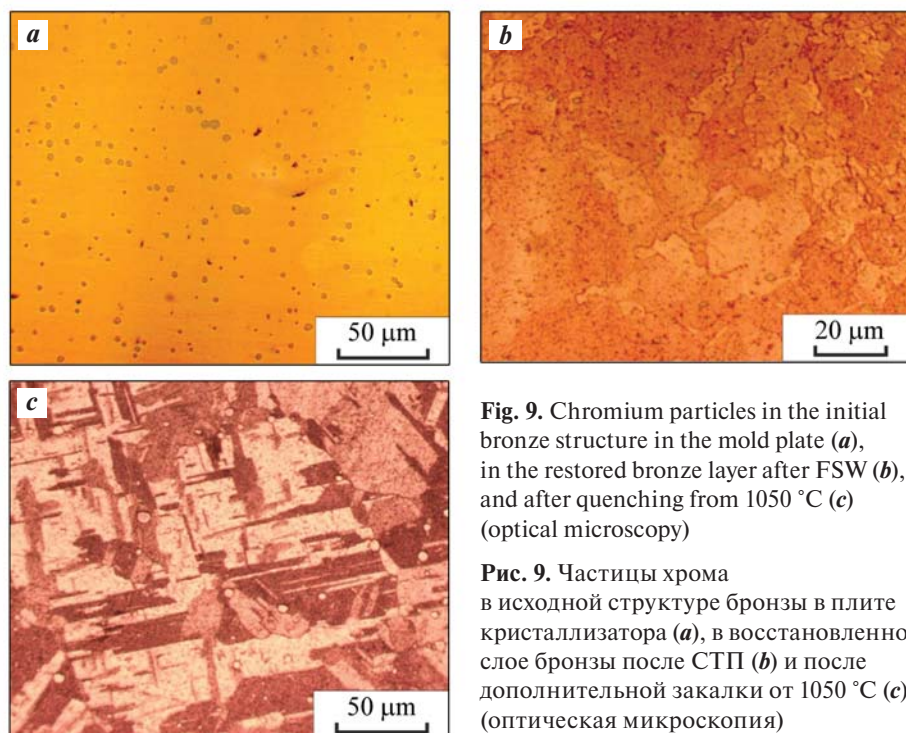 a
b
50 μm
20 μm
c
50 μm
Fig. 9. Chromium particles in the initial
bronze structure in the mold plate (a),
in the restored bronze layer after FSW (b),
and after quenching from 1050 °C (c)
(optical microscopy)
Рис. 9. Частицы хрома
в исходной структуре бронзы в плите
кристаллизатора (a), в восстановленно
слое бронзы после СТП (b) и после
дополнительной закалки от 1050 °C (c)
(оптическая микроскопия)